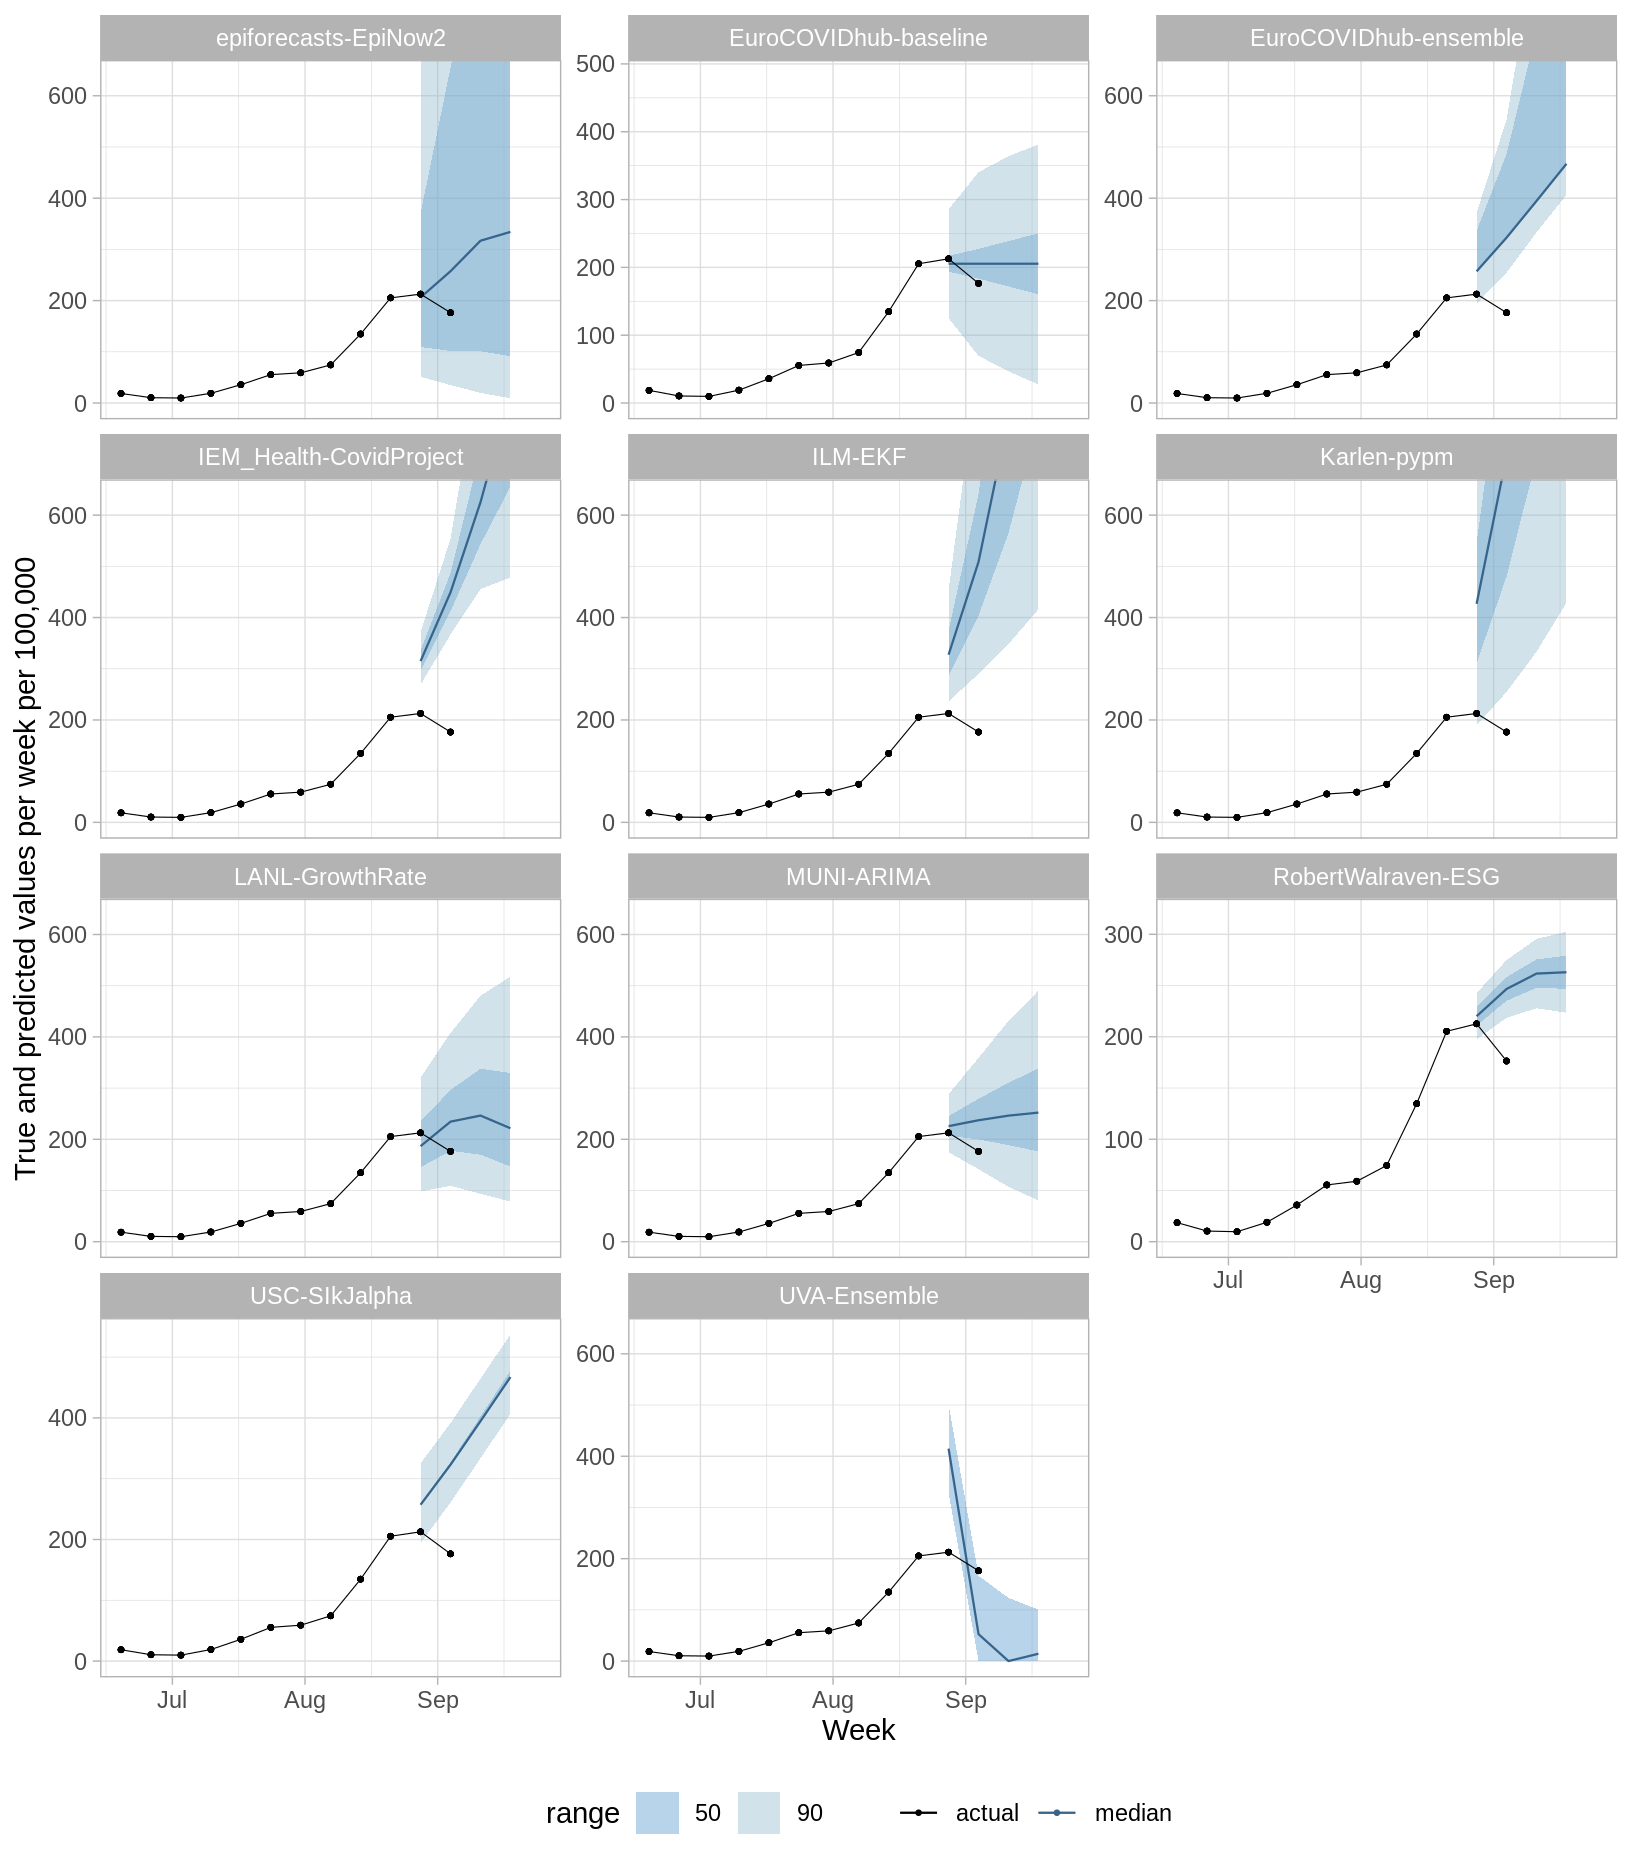 epiforecasts-EpiNow2
EuroCOVIDhub-baseline
EuroCOVIDhub-ensemble
600
400
200
0
500
400
300
200
100
0
600
400
200
0
IEM_Health-CovidProject
ILM-EKF
Karlen-pypm
600
400
200
0
600
400
200
0
600
400
200
0
True and predicted values per week per 100,000
LANL-GrowthRate
MUNI-ARIMA
RobertWalraven-ESG
600
400
200
0
600
400
200
0
300
200
100
0
Jul Aug Sep
USC-SIkJalpha
UVA-Ensemble
400
200
0
600
400
200
0
Jul Aug Sep
Jul Aug Sep
Week
range 50 90 actual median